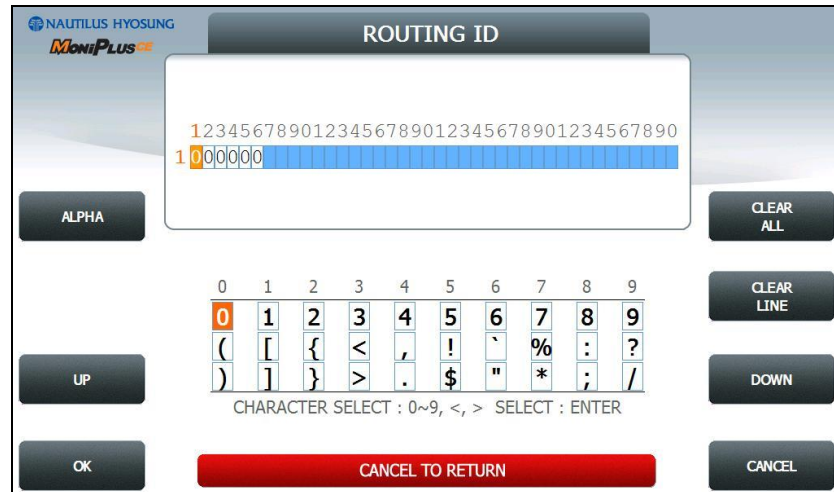 NAUTILUS HYOSUNG
MoniPlusCE
ROUTING ID
1234567890123456789012345678901234567890
1 000000
ALPHA
CLEAR
ALL
0 1 2 3 4 5 6 7 8 9
CLEAR
LINE
0 1 2 3 4 5 6 7 8 9
( [ { < , ! ` % : ?
) ] } > . $ " * ; /
UP
DOWN
CHARACTER SELECT : 0~9, <, > SELECT : ENTER
OK
CANCEL TO RETURN
CANCEL